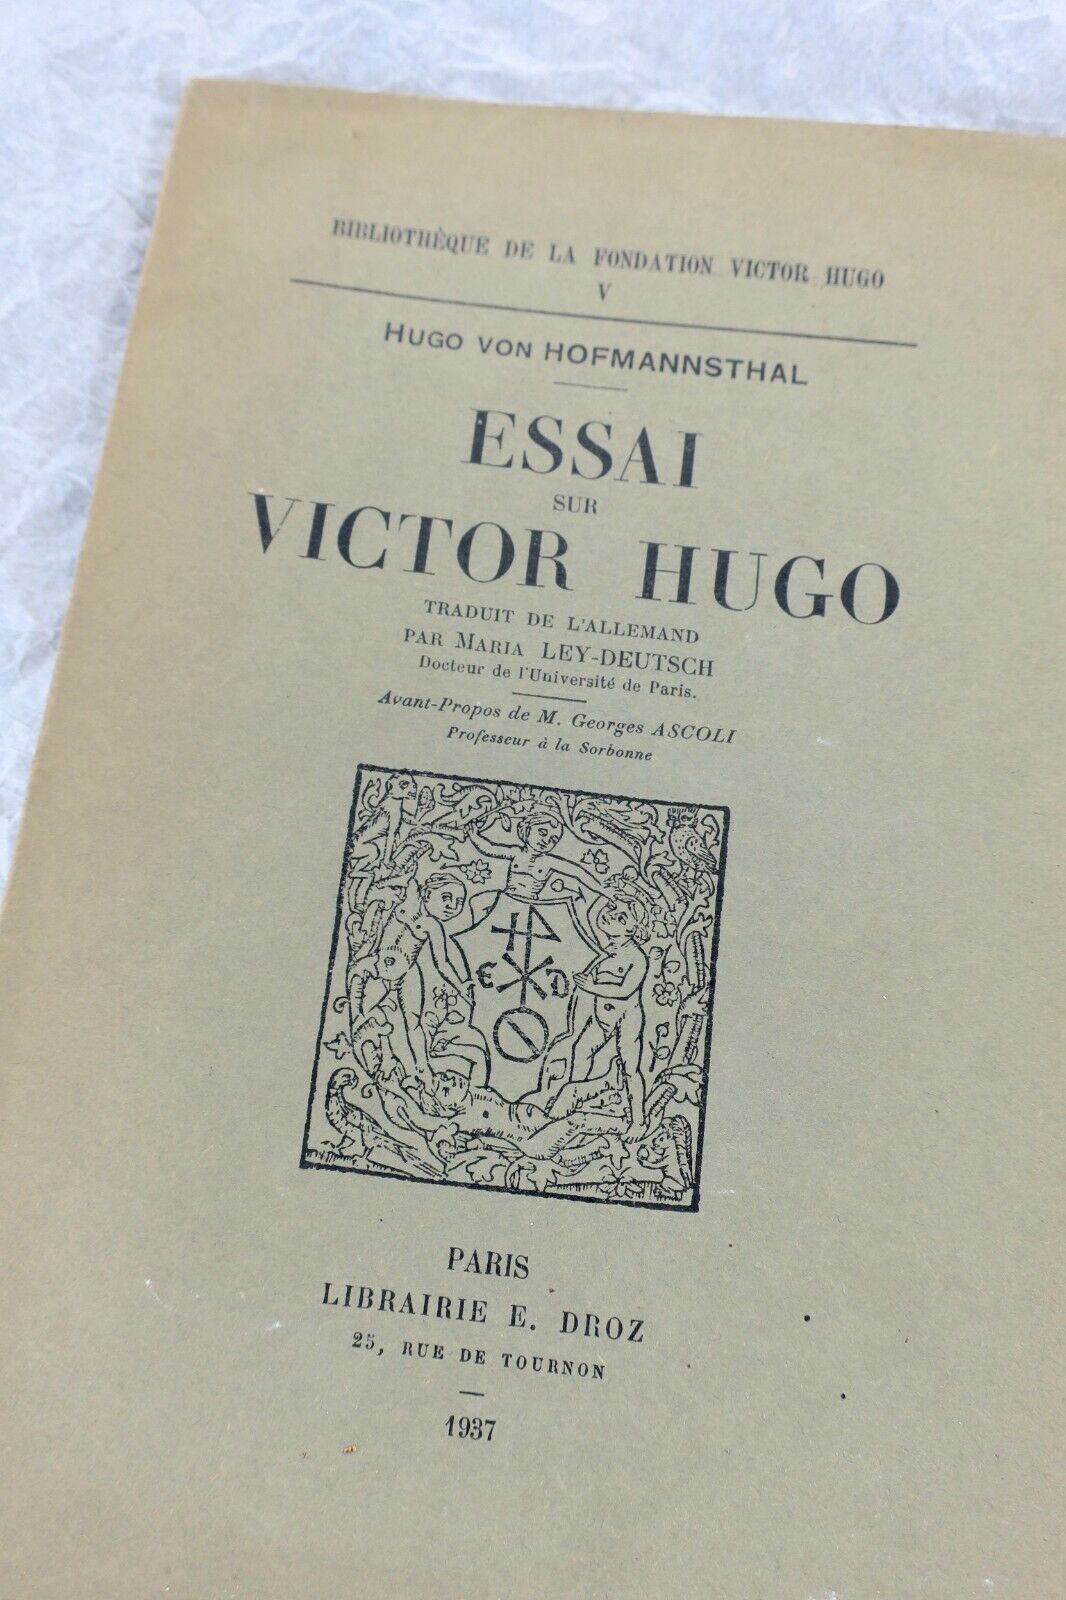 BIBLIOTHÈQUE DE LA FONDATION VICTOR HUGO
V
HUGO VON HOFMANNSTHAL
ESSAI
SUR
VICTOR HUGO
TRADUIT DE L'ALLEMAND
PAR MARIA LEY-DEUTSCH
Docteur de l'Université de Paris.
Avant-Propos de M. Georges ASCOLI
Professeur à la Sorbonne
E D
PARIS
LIBRAIRIE E. DROZ
25, RUE DE TOURNON
1937